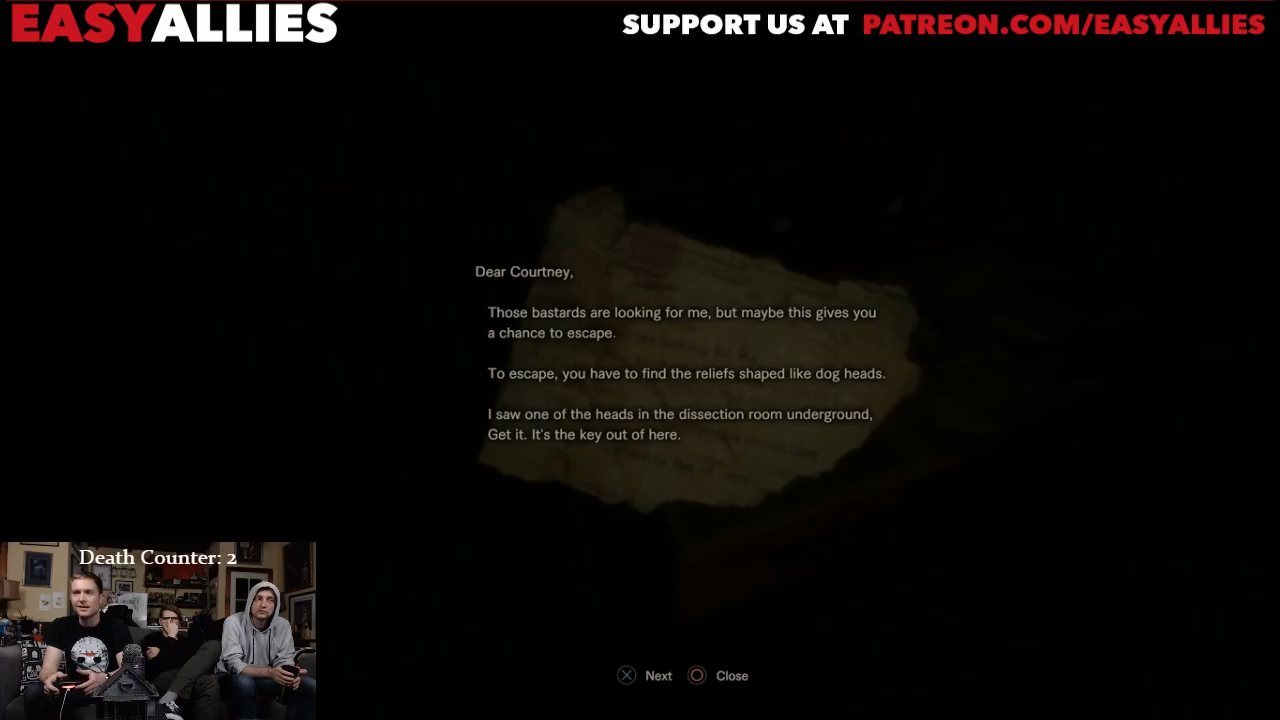 EASYALLIES
SUPPORT US AT PATREON.COM/EASYALLIES
Dear Courtney,
Those bastards are looking for me, but maybe this gives you
a chance to escape.
To escape, you have to find the reliefs shaped like dog heads.
I saw one of the heads in the dissection room underground,
Get it. It's the key out of here.
Death Counter: 2
Next
Close